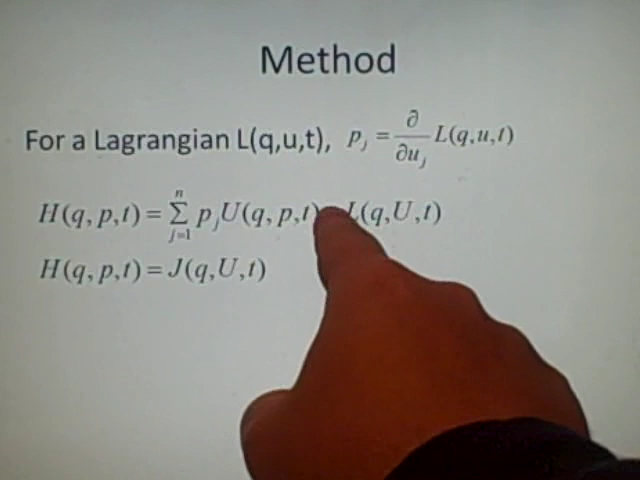 Method
For a Lagrangian L(q,u,t), p_j = ∂/∂u_j L(q,u,t)
H(q,p,t) = Σ_{j=1}^{n} p_j U(q,p,t) L(q,U,t)
H(q,p,t) = J(q,U,t)